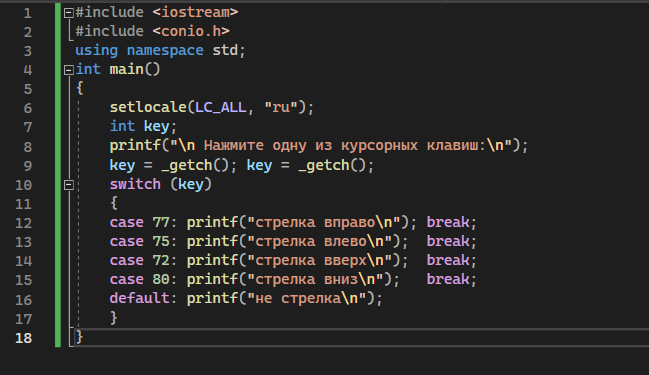 1 #include <iostream>
2 #include <conio.h>
3 using namespace std;
4 int main()
5 {
6 setlocale(LC_ALL, "ru");
7 int key;
8 printf("\n Нажмите одну из курсорных клавиш:\n");
9 key = _getch(); key = _getch();
10 switch (key)
11 {
12 case 77: printf("стрелка вправо\n"); break;
13 case 75: printf("стрелка влево\n"); break;
14 case 72: printf("стрелка вверх\n"); break;
15 case 80: printf("стрелка вниз\n"); break;
16 default: printf("не стрелка\n");
17 }
18 }